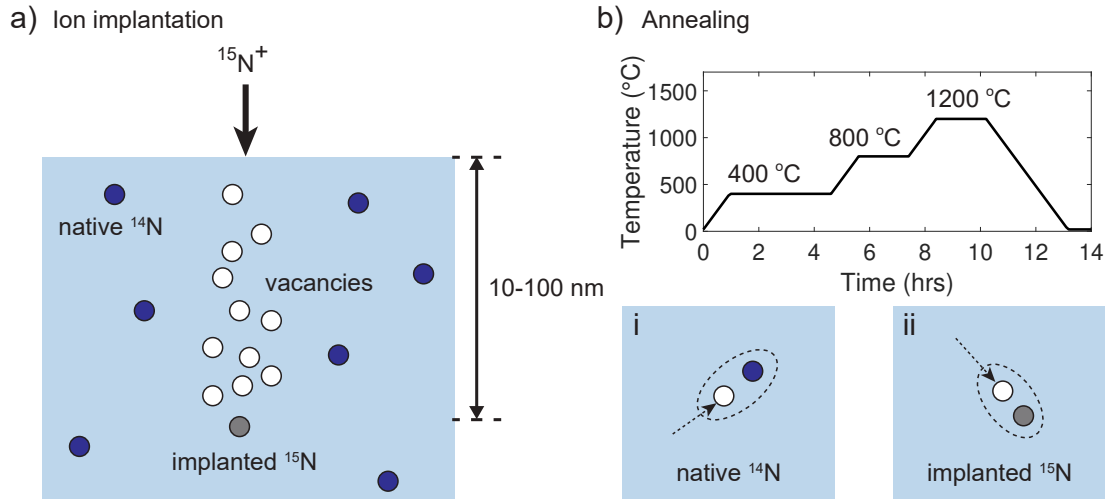 a) Ion implantation
¹⁵N⁺
native ¹⁴N
vacancies
10-100 nm
implanted ¹⁵N
b) Annealing
Temperature (°C)
1500
1000
500
0
400 °C
800 °C
1200 °C
0 2 4 6 8 10 12 14
Time (hrs)
i
native ¹⁴N
ii
implanted ¹⁵N